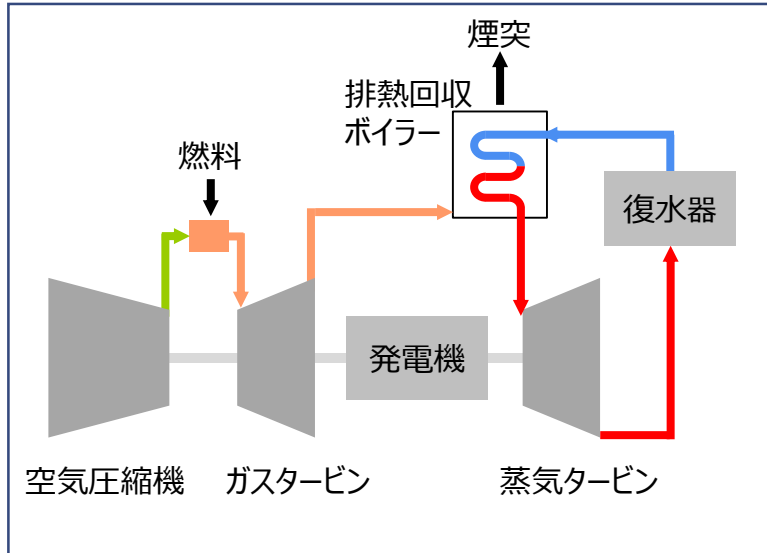 煙突
排熱回収
ボイラー
燃料
復水器
発電機
空気圧縮機
ガスタービン
蒸気タービン